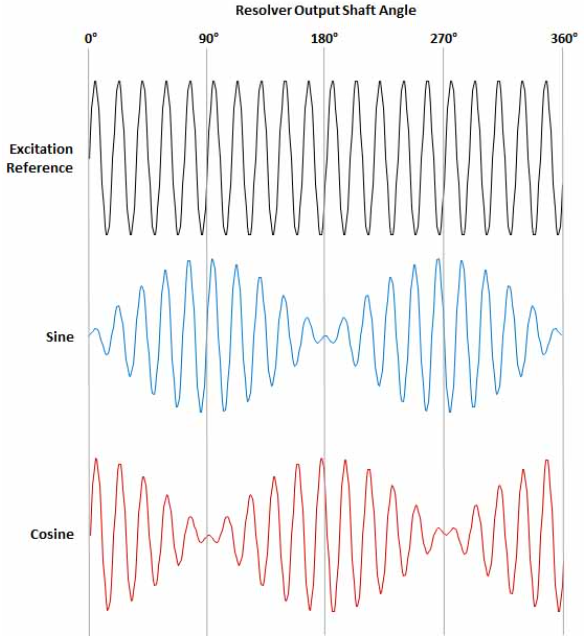 Resolver Output Shaft Angle
0° 90° 180° 270° 360°
Excitation
Reference
Sine
Cosine